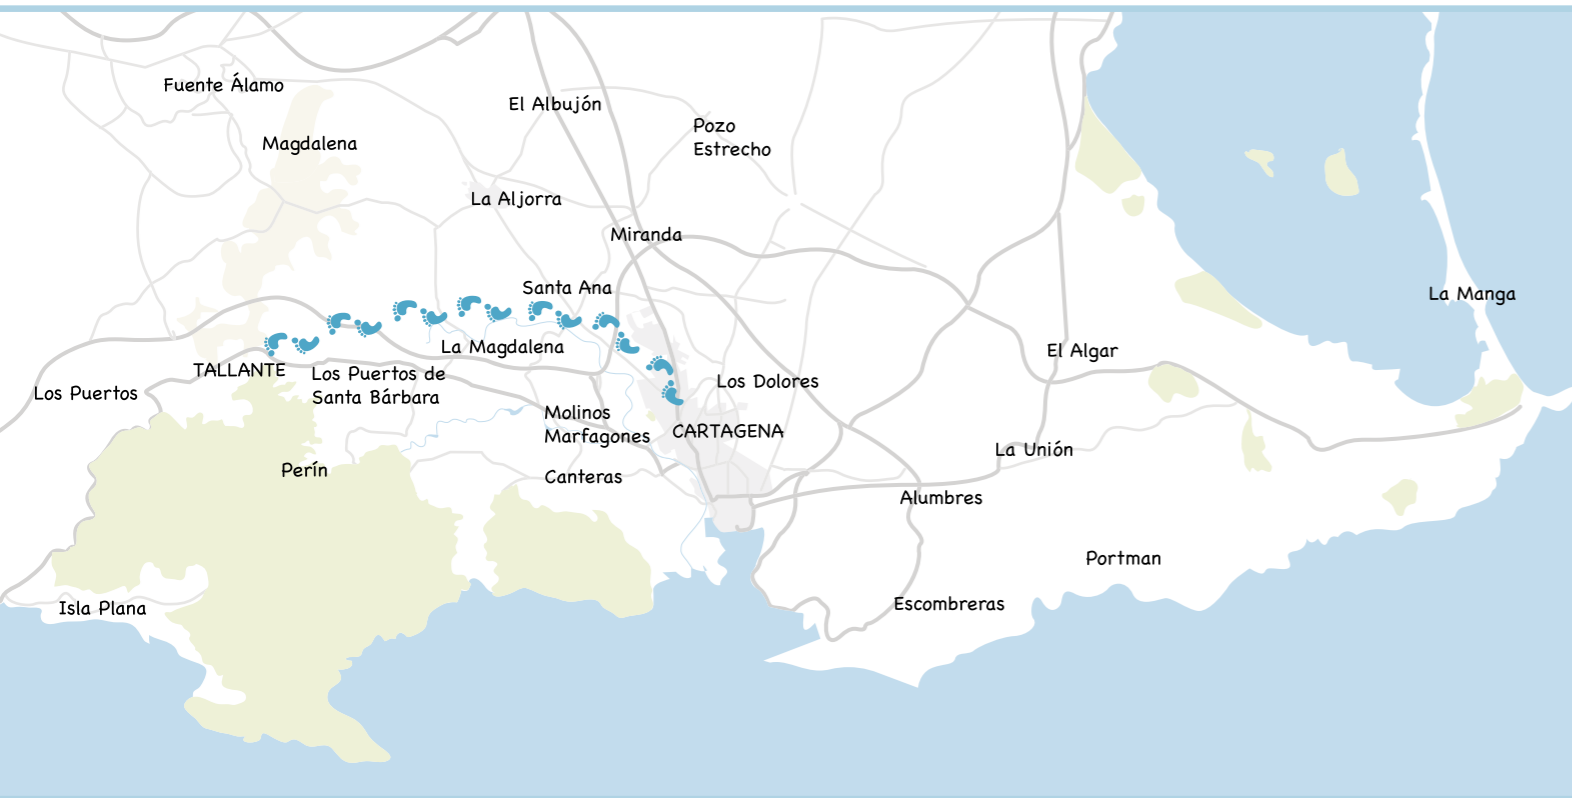 Fuente Álamo
El Albujón
Pozo
Estrecho
Magdalena
La Aljorra
Miranda
Santa Ana
La Manga
La Magdalena
El Algar
TALLANTE
Los Puertos de
Santa Bárbara
Los Dolores
Los Puertos
Molinos
Marfagones
CARTAGENA
La Unión
Perín
Canteras
Alumbres
Portman
Isla Plana
Escombreras